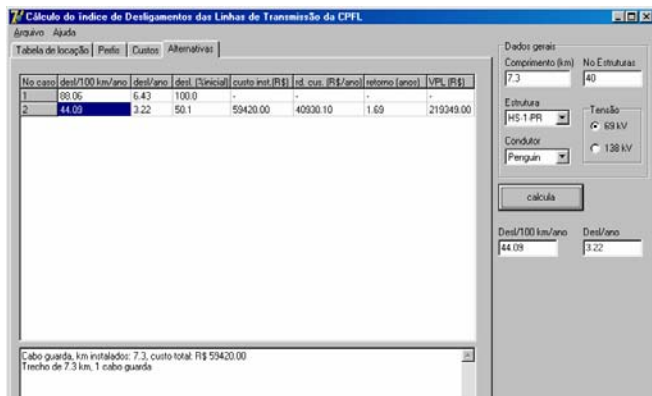 Cálculo do índice de Desligamentos das Linhas de Transmissão da CPFL
Arquivo Ajuda
Tabela de locação Perfis Custos Alternativas
No caso desl/100 km/ano desl/ano desl. (%inicial) custo inst.(R$) rd. cus. (R$/ano) retorno (anos) VPL (R$)
1 88.06 6.43 100.0 - - - -
2 44.09 3.22 50.1 59420.00 40930.10 1.69 219349.00
Cabo guarda, km instalados: 7.3, custo total: R$ 59420.00
Trecho de 7.3 km, 1 cabo guarda
Dados gerais
Comprimento (km) No Estruturas
7.3 40
Estrutura
HS-1-PR
Tensão
69 kV
138 kV
Condutor
Penguin
calcula
Desl/100 km/ano Desl/ano
44.09 3.22